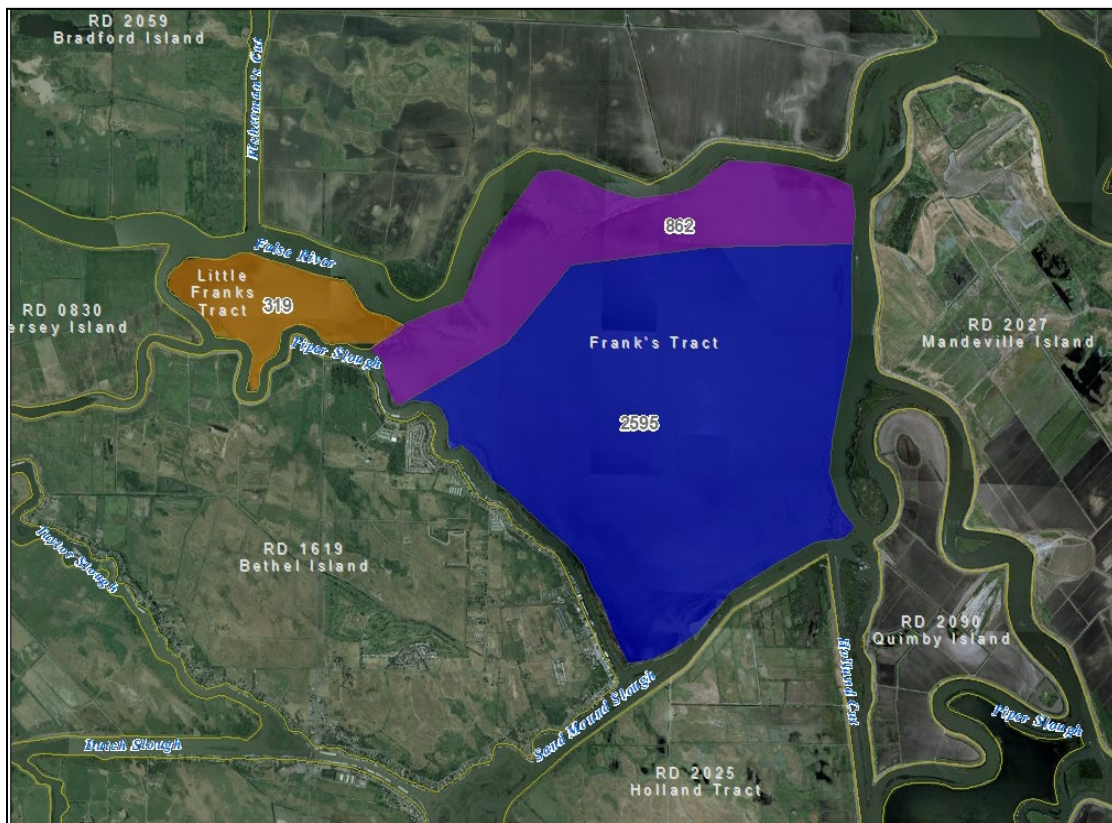 RD 2059
Bradford Island
Fisherman's Cut
False River
Little
Franks
Tract
319
862
RD 0830
ersey Island
Piper Slough
Frank's Tract
RD 2027
Mandeville Island
2595
Taylor Slough
RD 1619
Bethel Island
RD 2090
Quimby Island
Holland Cut
Sand Mound Slough
Piper Slough
Dutch Slough
RD 2025
Holland Tract